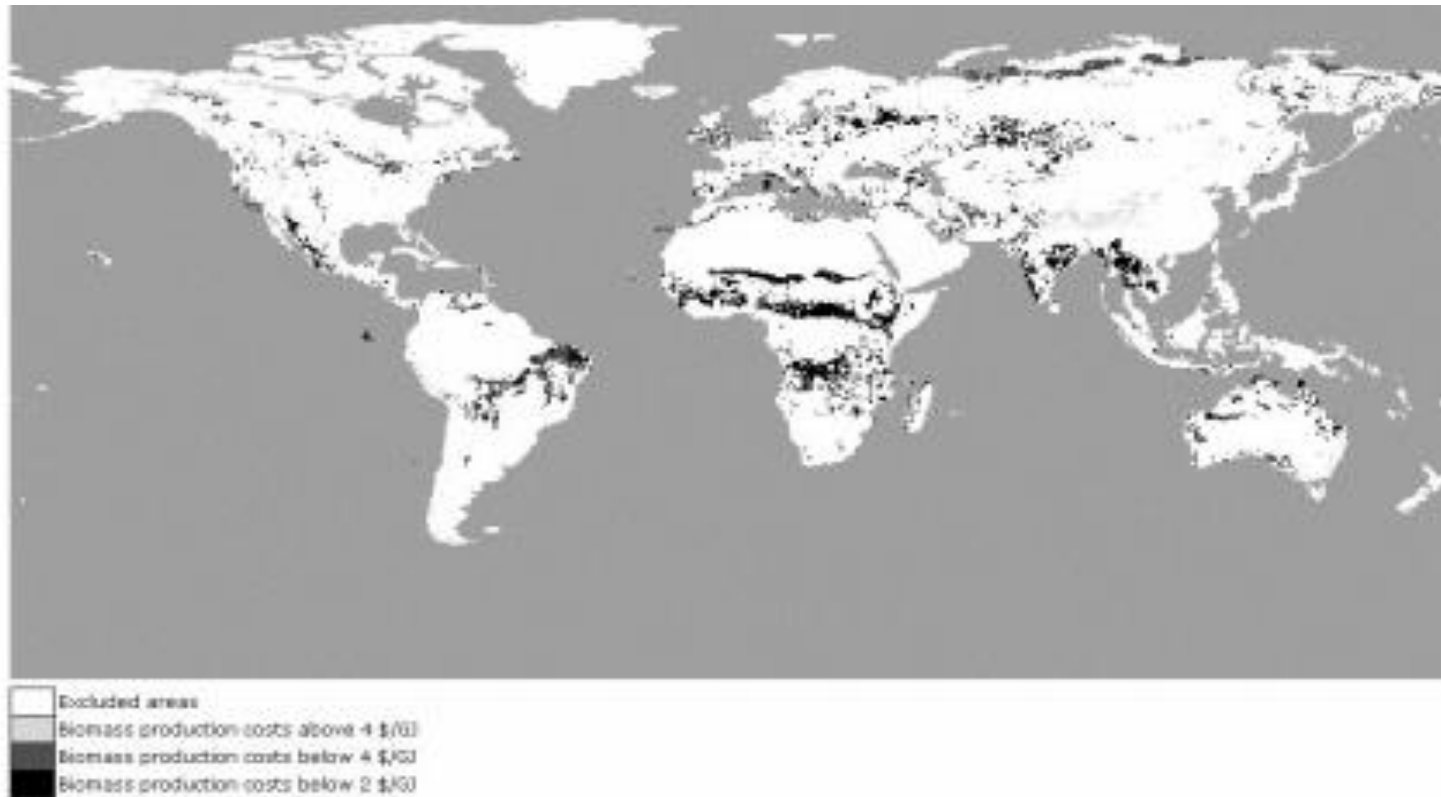 Excluded areas
Biomass production costs above 4 $/GJ
Biomass production costs below 4 $/GJ
Biomass production costs below 2 $/GJ